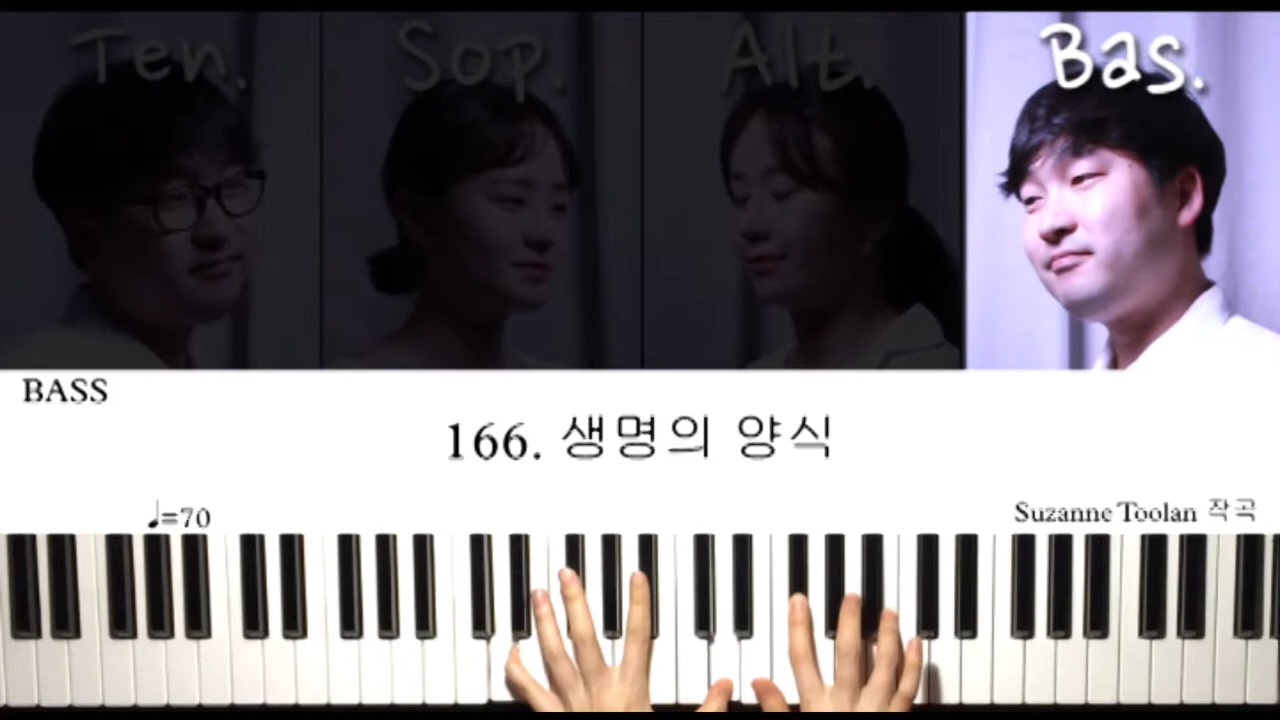 Ten. Sop. Alt. Bas.
BASS
166. 생명의 양식
♩=70
Suzanne Toolan 작곡